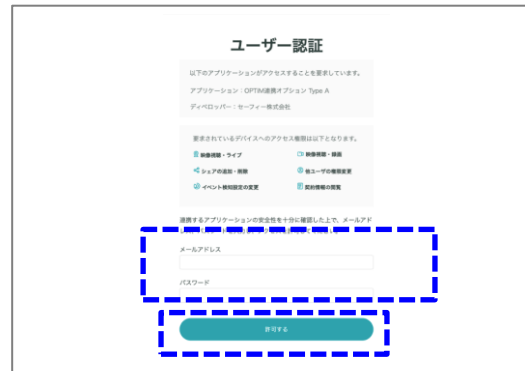 ユーザー認証
以下のアプリケーションがアクセスすることを要求しています。
アプリケーション：OPTiM連携オプション Type A
ディベロッパー：セーフィー株式会社
要求されているデバイスへのアクセス権限は以下となります。
映像視聴・ライブ
映像視聴・録画
シェアの追加・削除
他ユーザの権限変更
イベント検知設定の変更
契約情報の閲覧
連携するアプリケーションの安全性を十分に確認した上で、メールアド
メールアドレス
パスワード
許可する